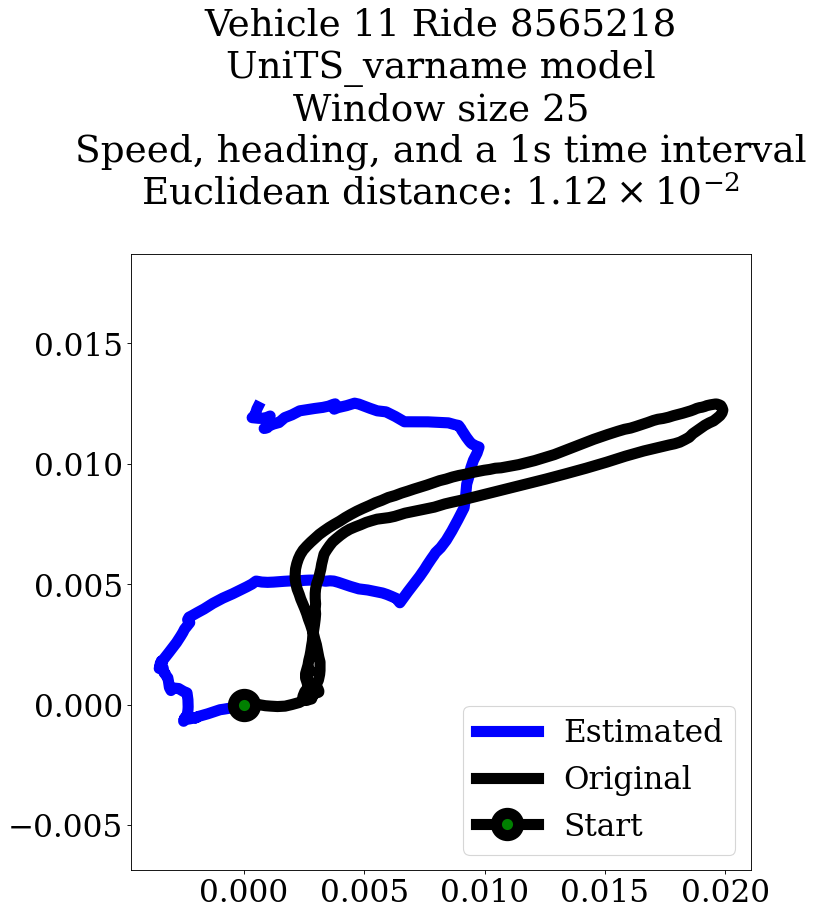 Vehicle 11 Ride 8565218
UniTS_varname model
Window size 25
Speed, heading, and a 1s time interval
Euclidean distance: 1.12 × 10⁻²
0.015
0.010
0.005
0.000
−0.005
Estimated
Original
Start
0.000 0.005 0.010 0.015 0.020